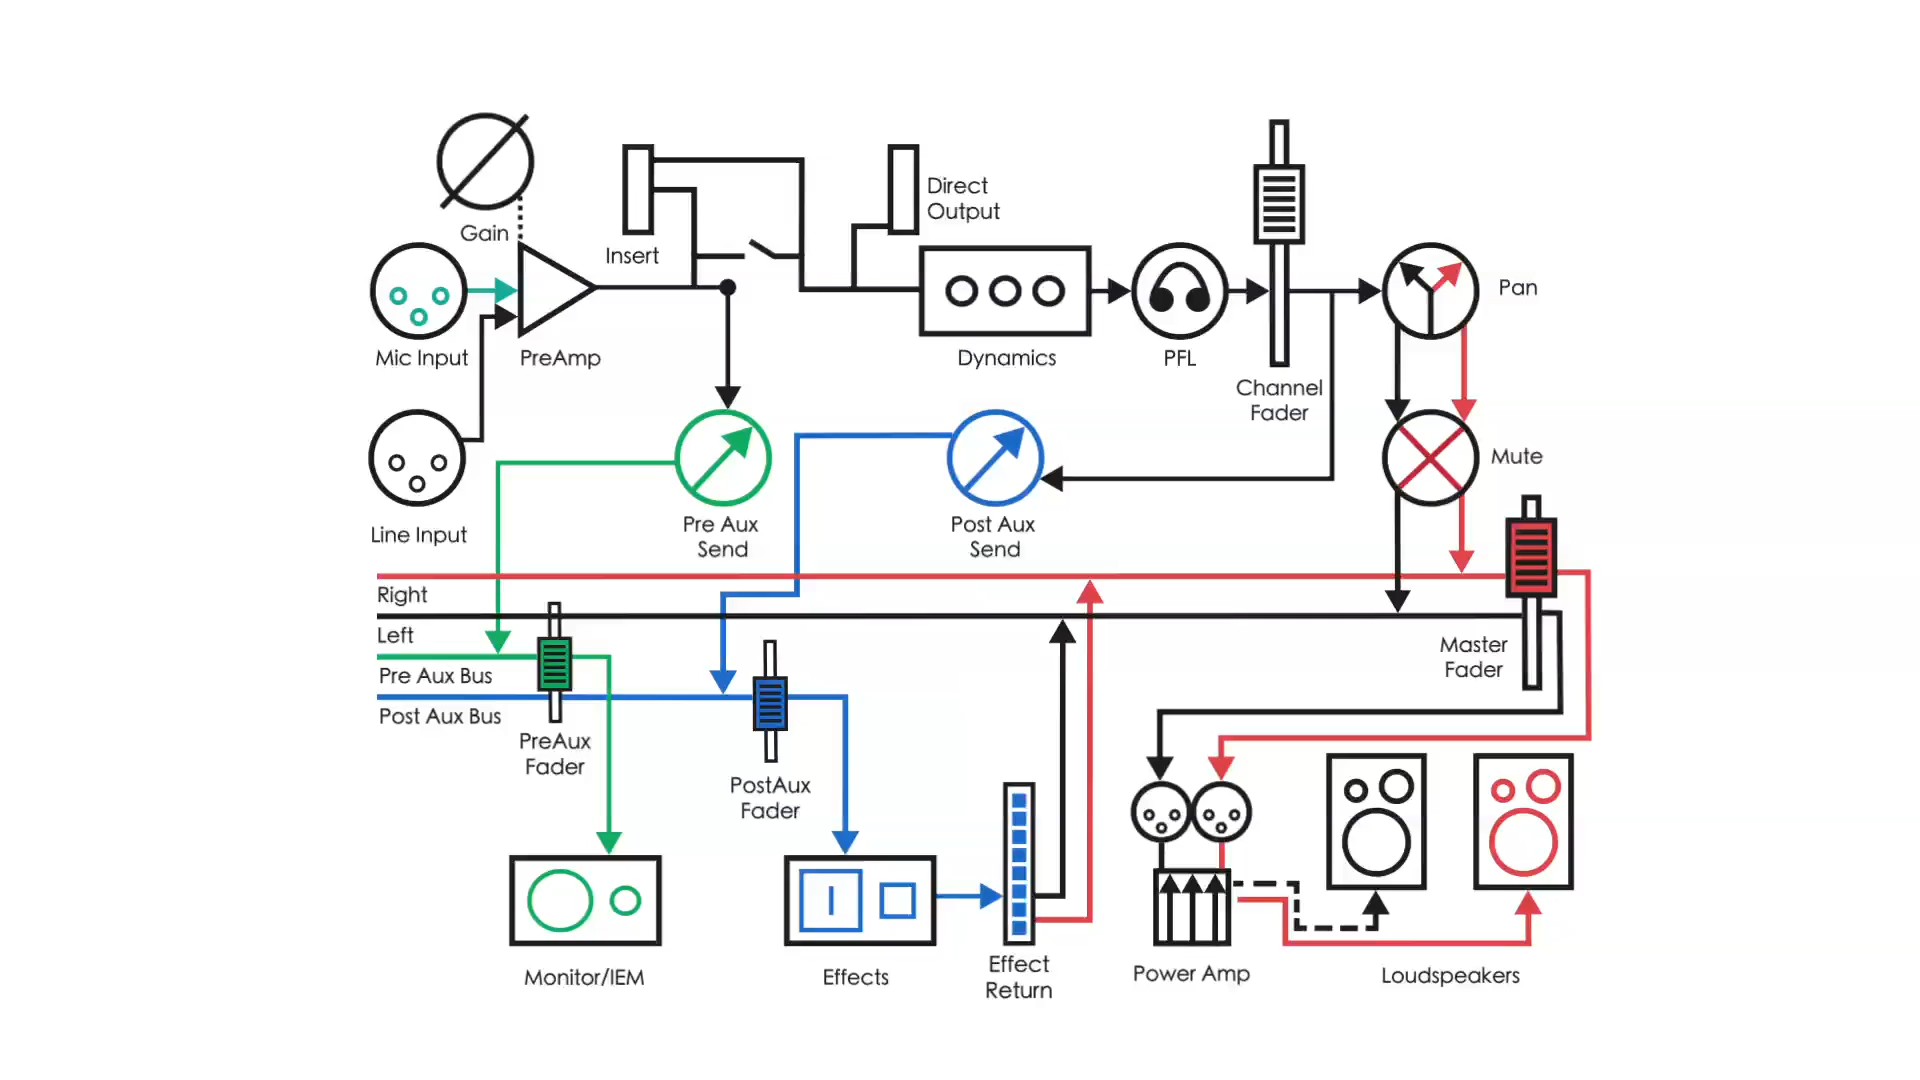 Gain
Insert
Direct
Output
Mic Input
PreAmp
Dynamics
PFL
Channel
Fader
Pan
Line Input
Pre Aux
Send
Post Aux
Send
Mute
Right
Left
Pre Aux Bus
Post Aux Bus
PreAux
Fader
PostAux
Fader
Master
Fader
Monitor/IEM
Effects
Effect
Return
Power Amp
Loudspeakers